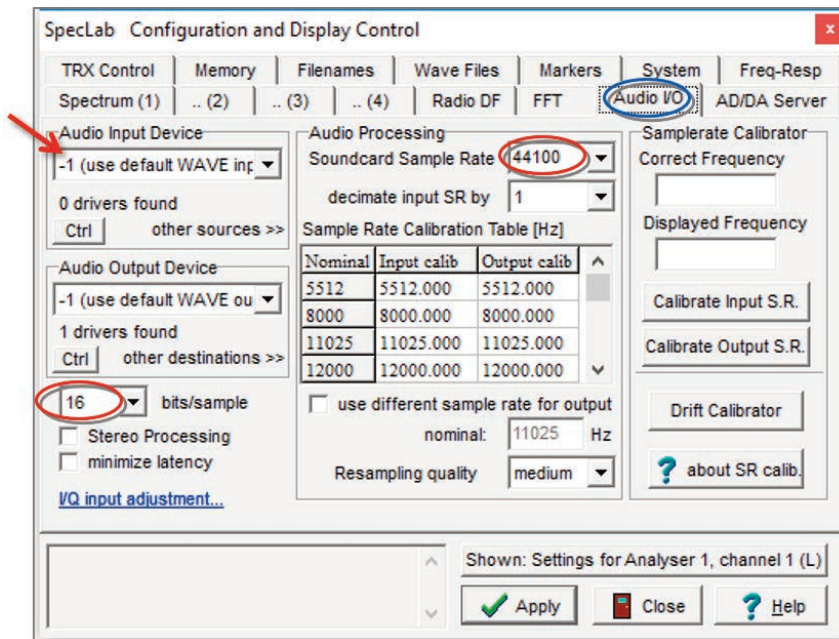 SpecLab Configuration and Display Control
x
TRX Control Memory Filenames Wave Files Markers System Freq-Resp
Spectrum (1) .. (2) .. (3) .. (4) Radio DF FFT Audio I/O AD/DA Server
Audio Input Device
-1 (use default WAVE inp
0 drivers found
Ctrl other sources >>
Audio Output Device
-1 (use default WAVE ou
1 drivers found
Ctrl other destinations >>
16 bits/sample
Stereo Processing
minimize latency
I/Q input adjustment...
Audio Processing
Soundcard Sample Rate 44100
decimate input SR by 1
Sample Rate Calibration Table [Hz]
Nominal Input calib Output calib
5512 5512.000 5512.000
8000 8000.000 8000.000
11025 11025.000 11025.000
12000 12000.000 12000.000
use different sample rate for output
nominal: 11025 Hz
Resampling quality medium
Samplerate Calibrator
Correct Frequency
Displayed Frequency
Calibrate Input S.R.
Calibrate Output S.R.
Drift Calibrator
? about SR calib.
Shown: Settings for Analyser 1, channel 1 (L)
Apply Close ? Help